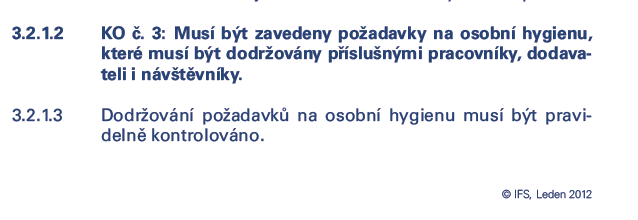 3.2.1.2 KO č. 3: Musí být zavedeny požadavky na osobní hygienu,
které musí být dodržovány příslušnými pracovníky, dodava-
teli i návštěvníky.
3.2.1.3 Dodržování požadavků na osobní hygienu musí být pravi-
delně kontrolováno.
© IFS, Leden 2012